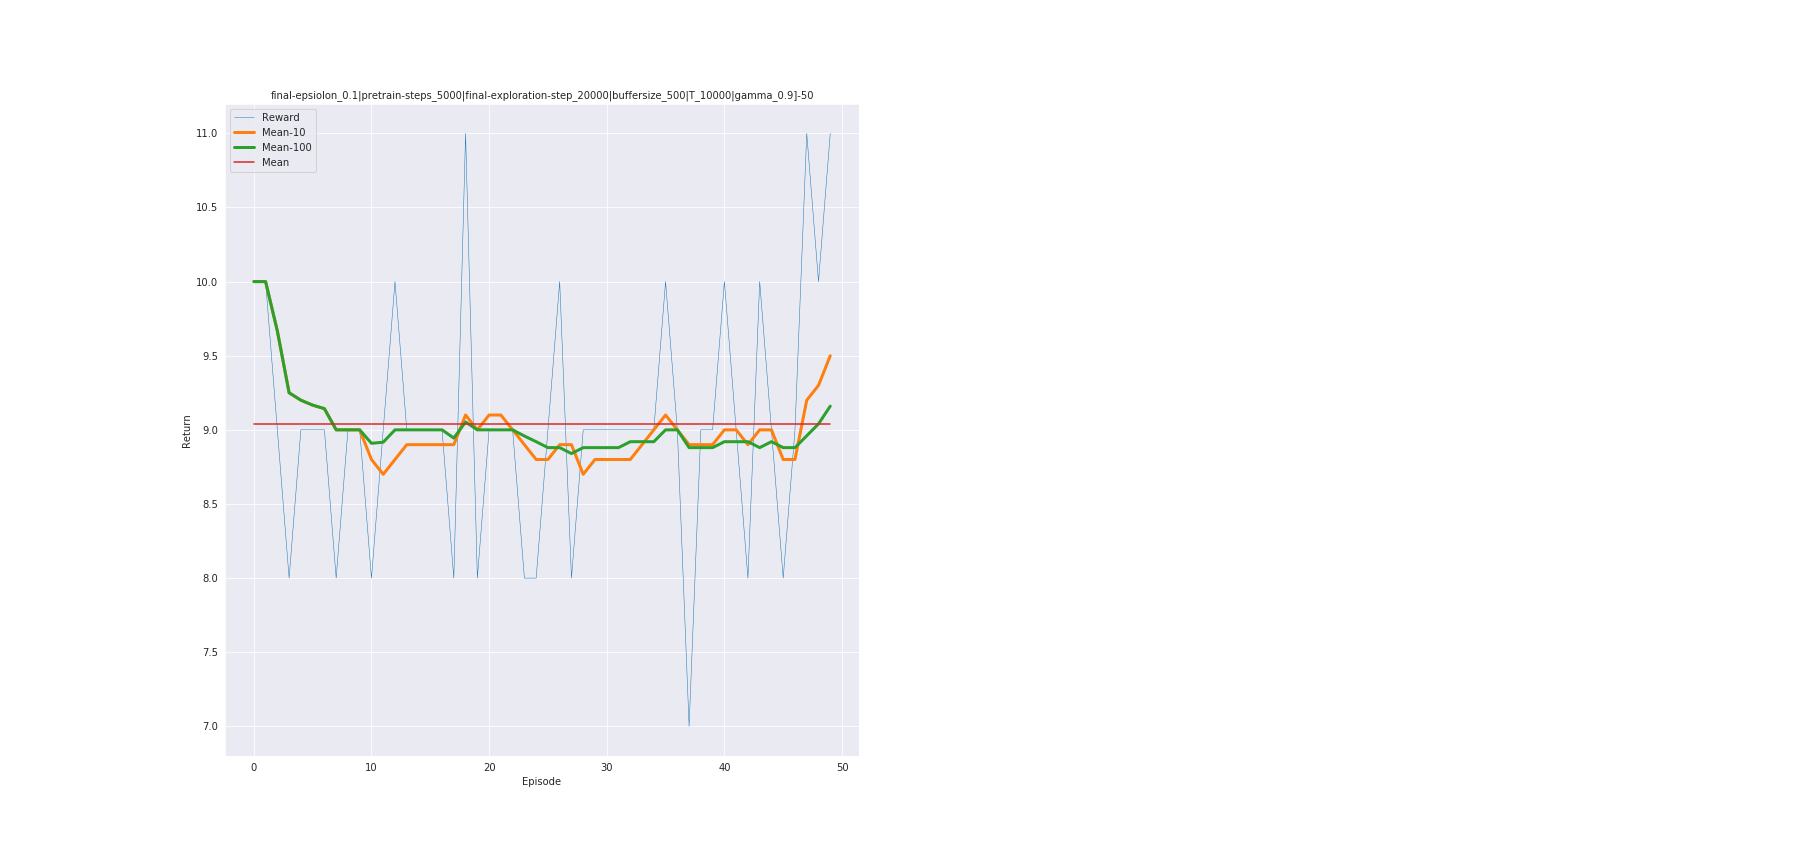 final-epsiolon_0.1|pretrain-steps_5000|final-exploration-step_20000|buffersize_500|T_10000|gamma_0.9]-50
Reward
Mean-10
Mean-100
Mean
11.0
10.5
10.0
9.5
9.0
8.5
8.0
7.5
7.0
Return
0 10 20 30 40 50
Episode